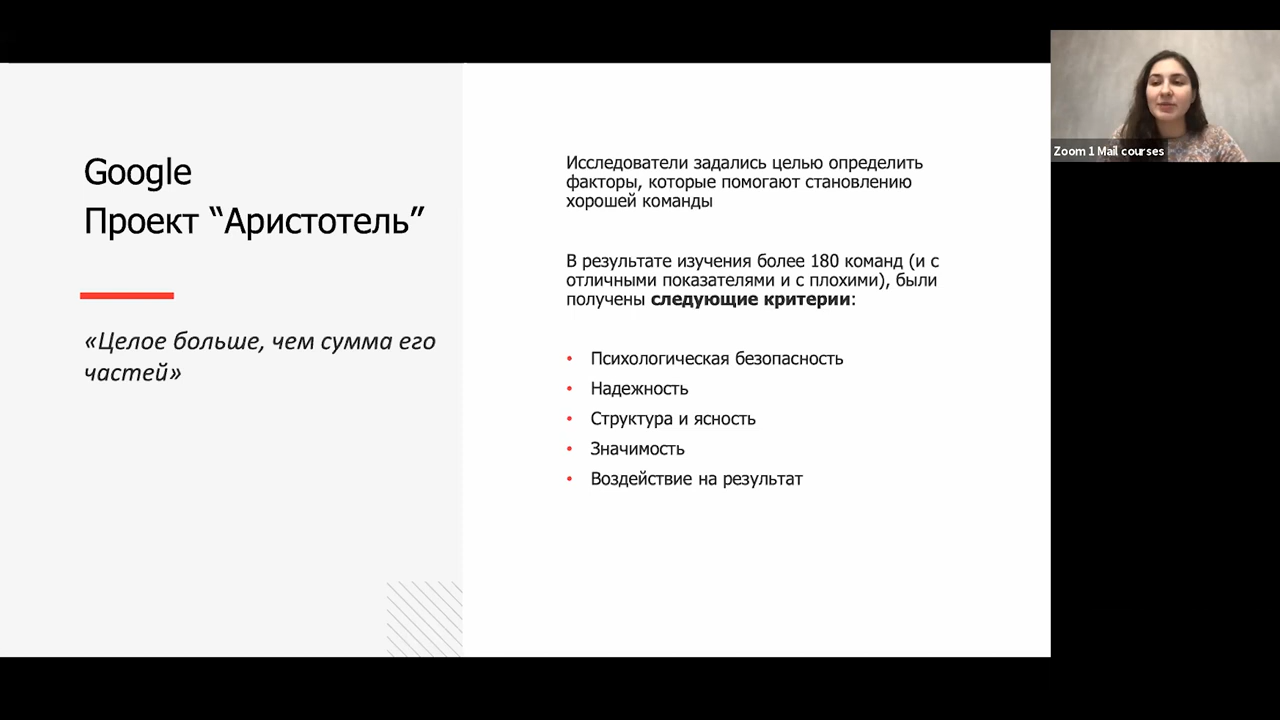 Google
Проект “Аристотель”
«Целое больше, чем сумма его
частей»
Исследователи задались целью определить
факторы, которые помогают становлению
хорошей команды
В результате изучения более 180 команд (и с
отличными показателями и с плохими), были
получены следующие критерии:
• Психологическая безопасность
• Надежность
• Структура и ясность
• Значимость
• Воздействие на результат
Zoom 1 Mail courses